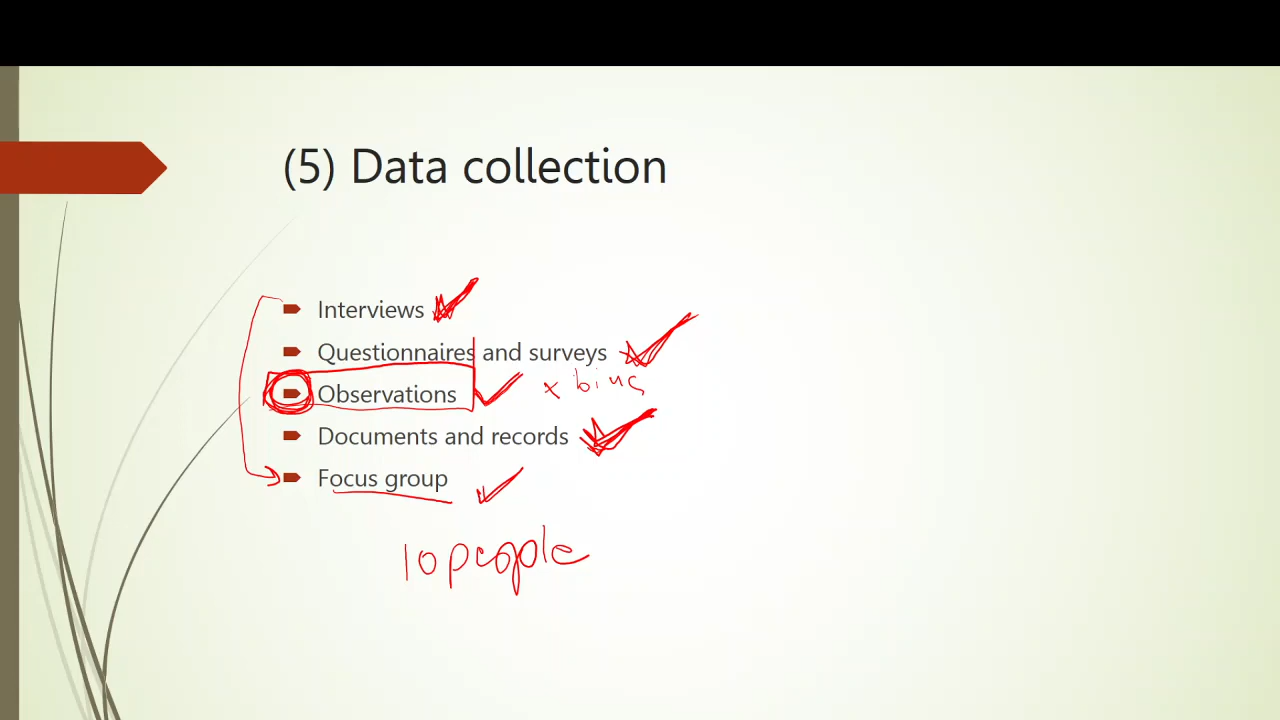 (5) Data collection
Interviews
Questionnaires and surveys
Observations
x bias
Documents and records
Focus group
10 people